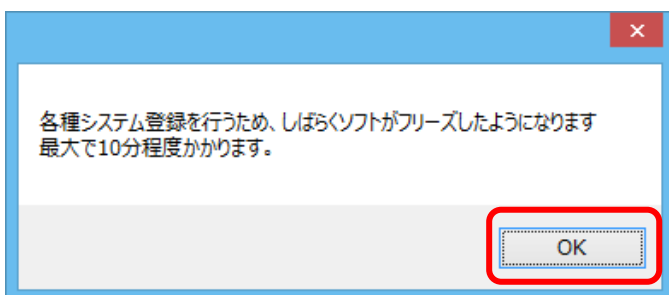 各種システム登録を行うため、しばらくソフトがフリーズしたようになります
最大で10分程度かかります。
OK